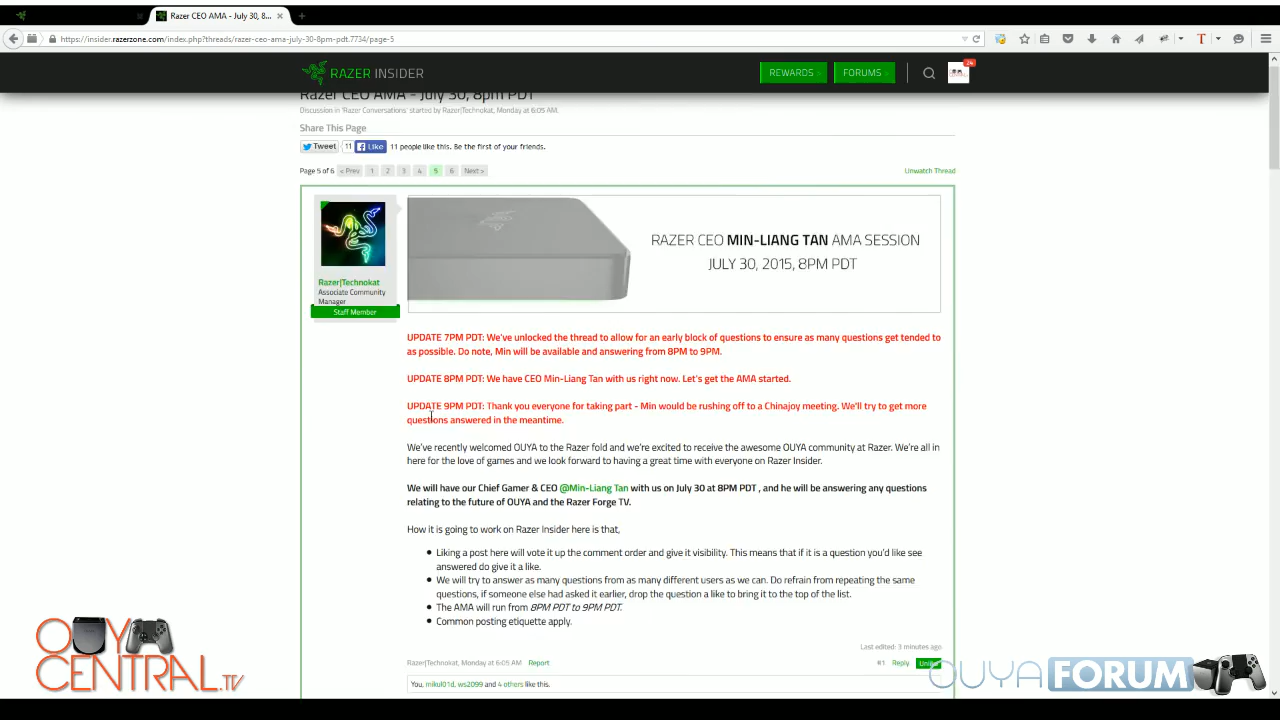 Razer CEO AMA - July 30, 8p...
https://insider.razerzone.com/index.php?threads/razer-ceo-ama-july-30-8pm-pdt.7734/page-5
RAZER INSIDER
REWARDS
FORUMS
24
Razer CEO AMA - July 30, 8pm PDT
Discussion in 'Razer Conversations' started by Razer|Technokat, Monday at 6:05 AM.
Share This Page
Tweet
11
Like
11 people like this. Be the first of your friends.
Page 5 of 6 < Prev 1 2 3 4 5 6 Next >
Unwatch Thread
RAZER CEO MIN-LIANG TAN AMA SESSION
JULY 30, 2015, 8PM PDT
Razer|Technokat
Associate Community
Manager
Staff Member
UPDATE 7PM PDT: We've unlocked the thread to allow for an early block of questions to ensure as many questions get tended to
as possible. Do note, Min will be available and answering from 8PM to 9PM.
UPDATE 8PM PDT: We have CEO Min-Liang Tan with us right now. Let's get the AMA started.
UPDATE 9PM PDT: Thank you everyone for taking part - Min would be rushing off to a Chinajoy meeting. We'll try to get more
questions answered in the meantime.
We've recently welcomed OUYA to the Razer fold and we're excited to receive the awesome OUYA community at Razer. We're all in
here for the love of games and we look forward to having a great time with everyone on Razer Insider.
We will have our Chief Gamer & CEO @Min-Liang Tan with us on July 30 at 8PM PDT , and he will be answering any questions
relating to the future of OUYA and the Razer Forge TV.
How it is going to work on Razer Insider here is that,
Liking a post here will vote it up the comment order and give it visibility. This means that if it is a question you'd like see
answered do give it a like.
We will try to answer as many questions from as many different users as we can. Do refrain from repeating the same
questions, if someone else had asked it earlier, drop the question a like to bring it to the top of the list.
The AMA will run from 8PM PDT to 9PM PDT.
Common posting etiquette apply.
Last edited: 3 minutes ago
Razer|Technokat, Monday at 6:05 AM Report
#1 Reply Unlike
You, mikul01d, ws2099 and 4 others like this.
OUYA
CENTRAL.TV
OUYAFORUM